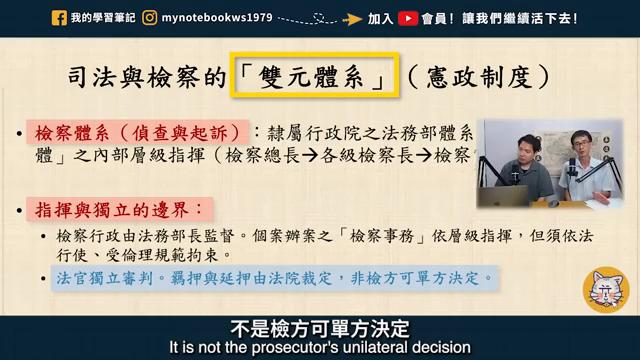 我的學習筆記 mynotebookws1979 加入 會員！讓我們繼續活下去！
司法與檢察的「雙元體系」（憲政制度）
• 檢察體系（偵查與起訴）：隸屬行政院之法務部體系
體」之內部層級指揮（檢察總長→各級檢察長→檢察
• 指揮與獨立的邊界：
• 檢察行政由法務部長監督。個案辦案之「檢察事務」依層級指揮，但須依法
行使、受倫理規範拘束。
• 法官獨立審判。羈押與延押由法院裁定，非檢方可單方決定。
不是檢方可單方決定
It is not the prosecutor's unilateral decision